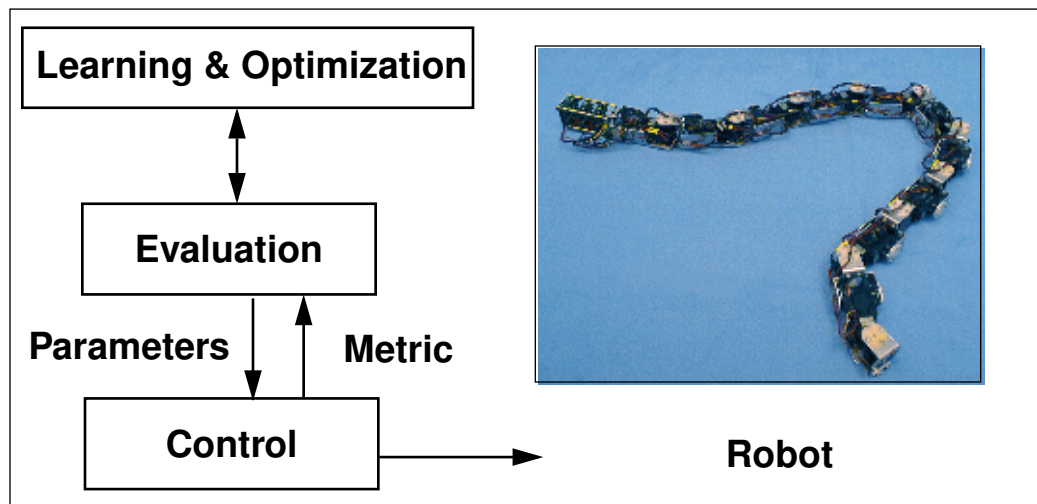 Learning & Optimization
Evaluation
Parameters
Metric
Control
Robot